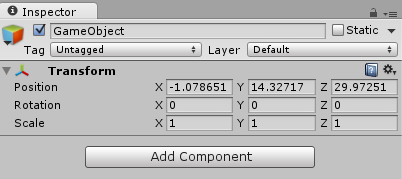 Inspector
GameObject Static
Tag Untagged Layer Default
Transform
Position X -1.078651 Y 14.32717 Z 29.97251
Rotation X 0 Y 0 Z 0
Scale X 1 Y 1 Z 1
Add Component